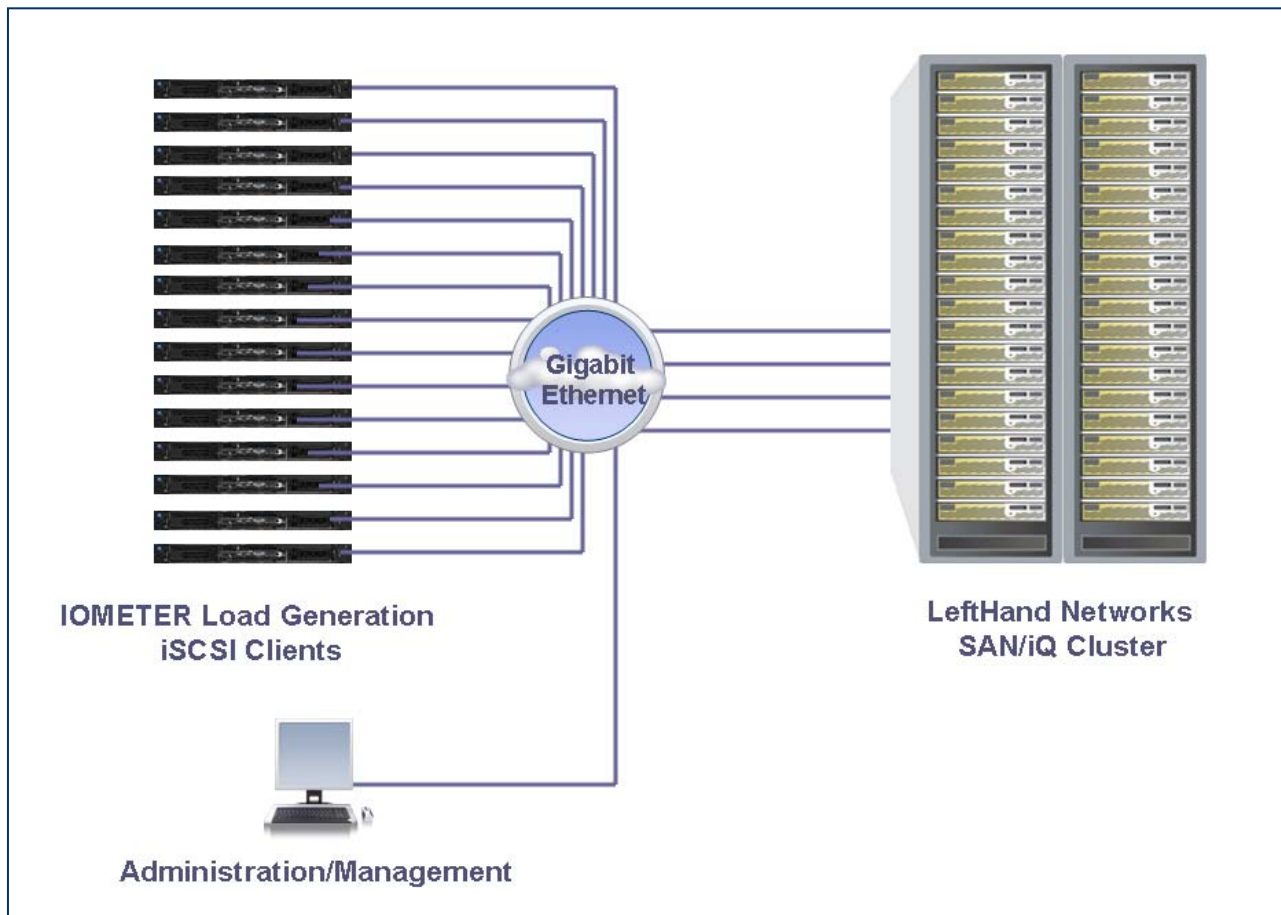 Gigabit
Ethernet
IOMETER Load Generation
iSCSI Clients
LeftHand Networks
SAN/iQ Cluster
Administration/Management